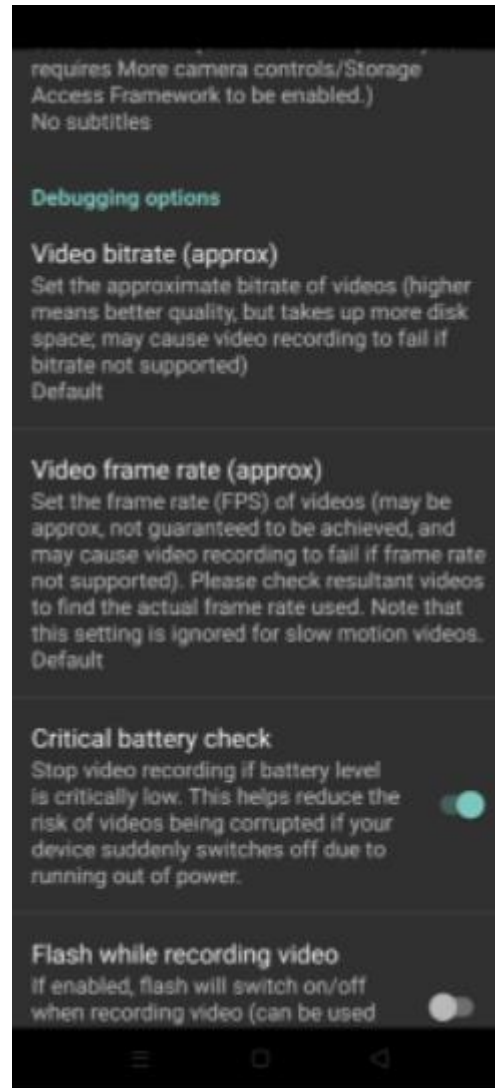 requires More camera controls/Storage
Access Framework to be enabled.)
No subtitles
Debugging options
Video bitrate (approx)
Set the approximate bitrate of videos (higher
means better quality, but takes up more disk
space; may cause video recording to fail if
bitrate not supported)
Default
Video frame rate (approx)
Set the frame rate (FPS) of videos (may be
approx, not guaranteed to be achieved, and
may cause video recording to fail if frame rate
not supported). Please check resultant videos
to find the actual frame rate used. Note that
this setting is ignored for slow motion videos.
Default
Critical battery check
Stop video recording if battery level
is critically low. This helps reduce the
risk of videos being corrupted if your
device suddenly switches off due to
running out of power.
Flash while recording video
If enabled, flash will switch on/off
when recording video (can be used